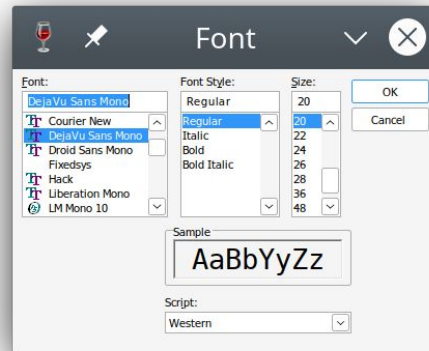 Font
Font: Font Style: Size:
DejaVu Sans Mono Regular 20 OK
Courier New Regular 20 Cancel
DejaVu Sans Mono Italic 22
Droid Sans Mono Bold 24
Fixedsys Bold Italic 26
Hack 28
Liberation Mono 36
LM Mono 10 48
Sample
AaBbYyZz
Script:
Western